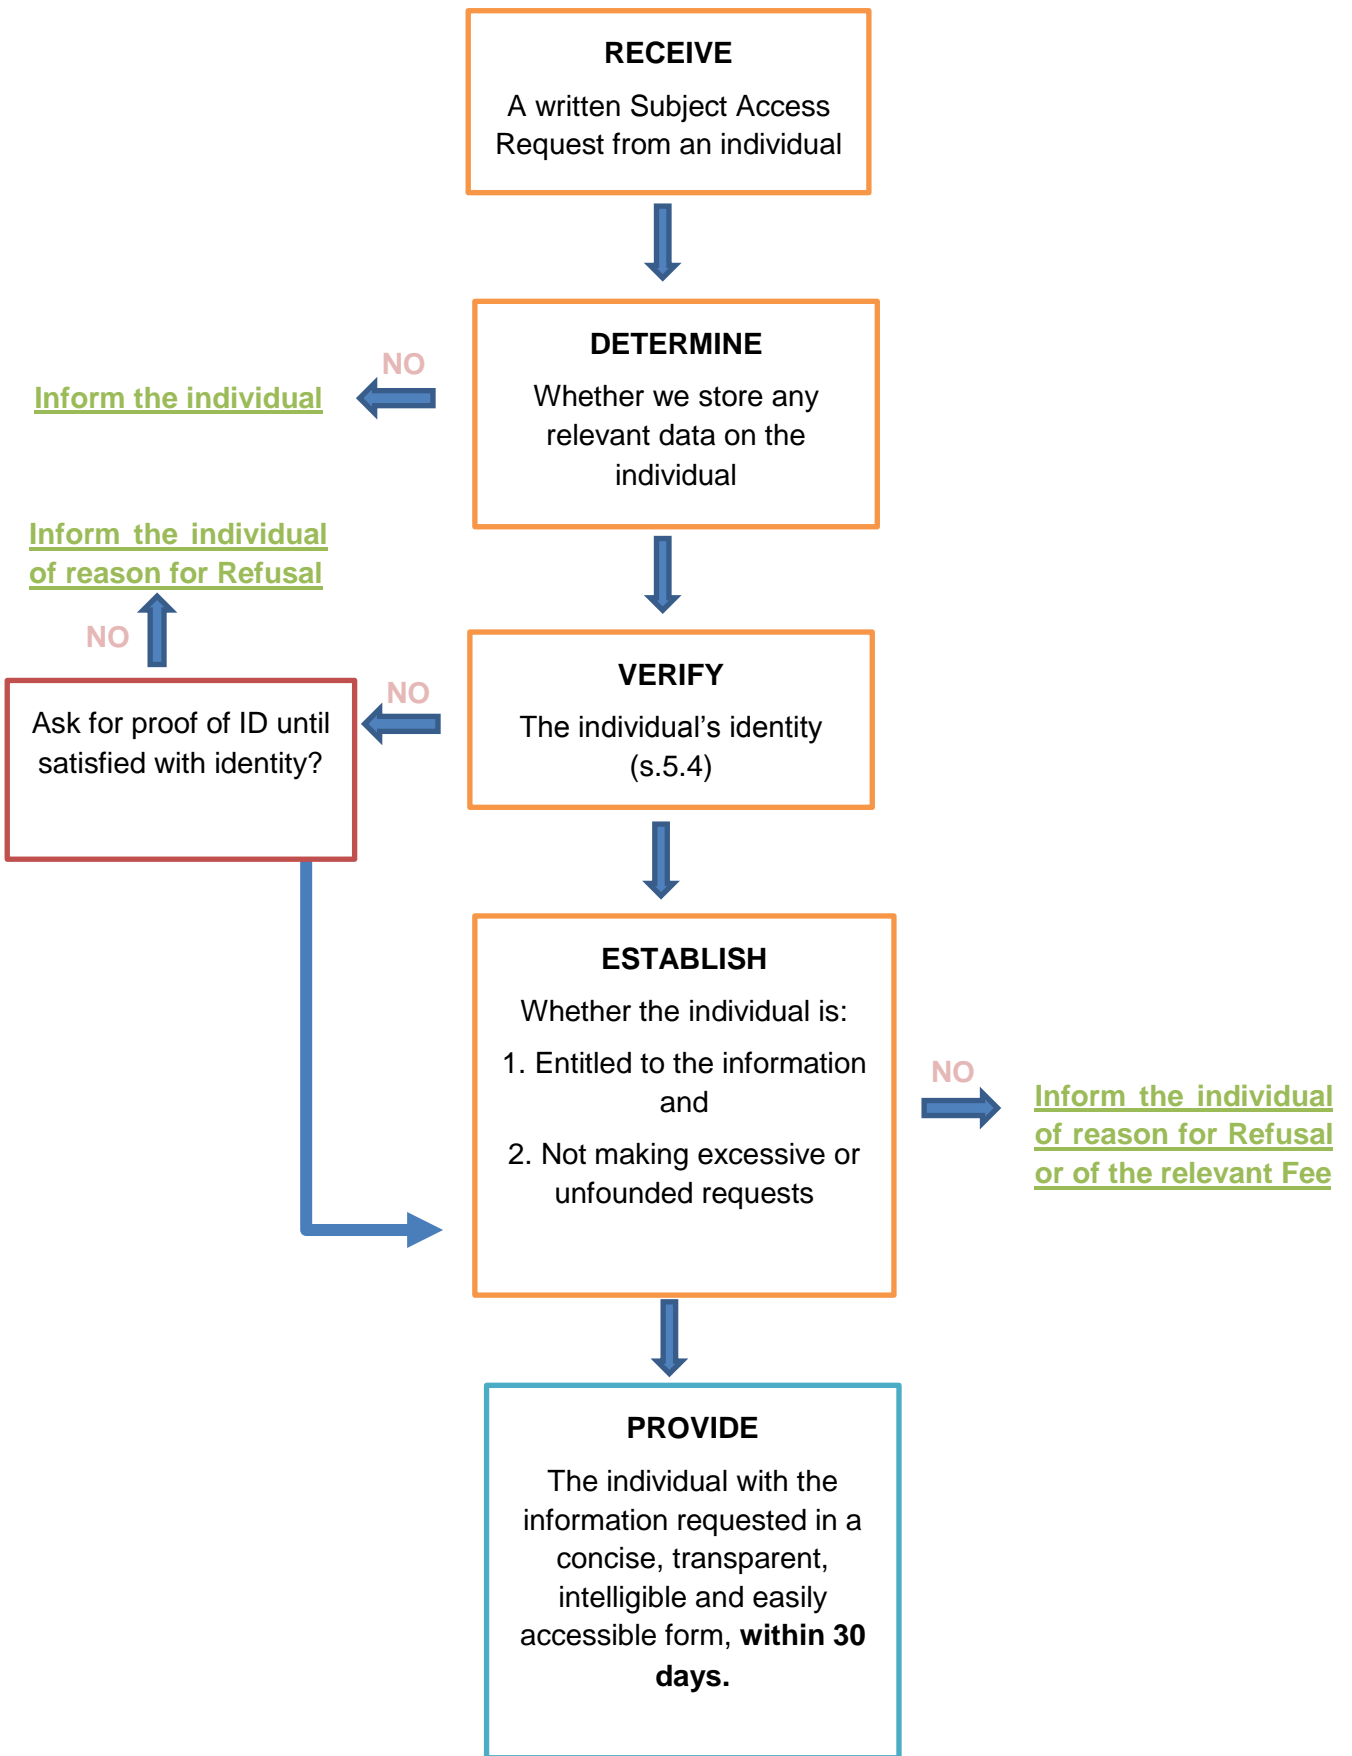 RECEIVE
A written Subject Access
Request from an individual
DETERMINE
Whether we store any
relevant data on the
individual
NO
Inform the individual
Inform the individual
of reason for Refusal
NO
VERIFY
The individual's identity
(s.5.4)
NO
Ask for proof of ID until
satisfied with identity?
ESTABLISH
Whether the individual is:
1. Entitled to the information
and
2. Not making excessive or
unfounded requests
NO
Inform the individual
of reason for Refusal
or of the relevant Fee
PROVIDE
The individual with the
information requested in a
concise, transparent,
intelligible and easily
accessible form, within 30
days.